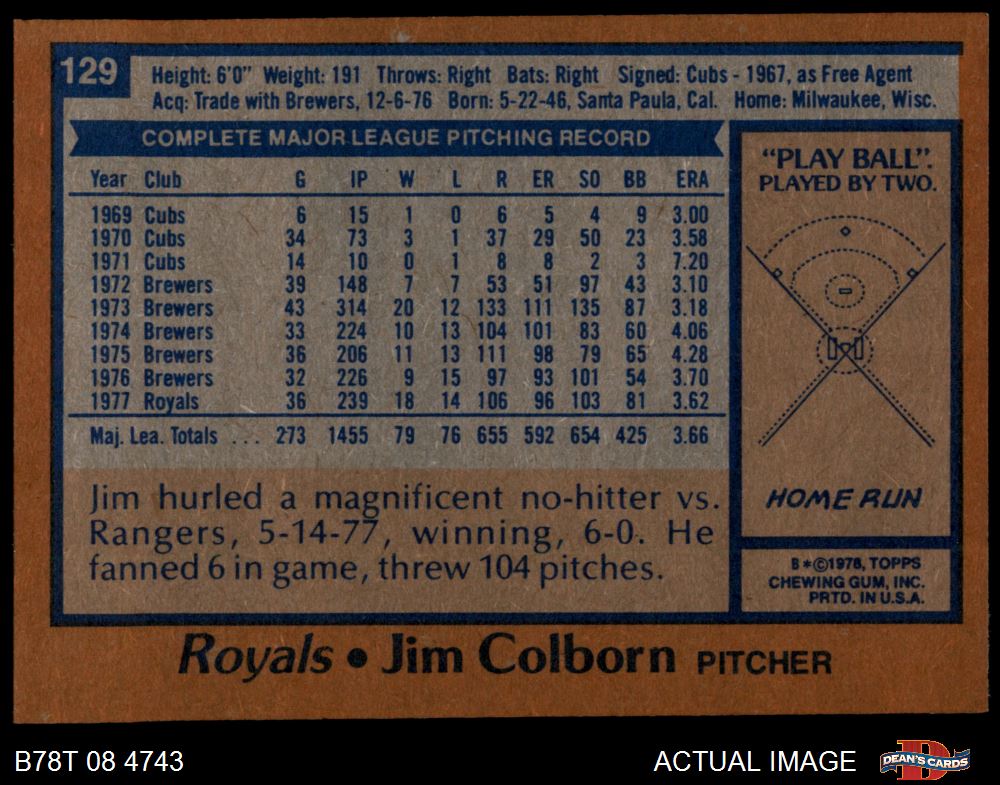 129
Height: 6'0" Weight: 191 Throws: Right Bats: Right Signed: Cubs - 1967, as Free Agent
Acq: Trade with Brewers, 12-6-76 Born: 5-22-46, Santa Paula, Cal. Home: Milwaukee, Wisc.
COMPLETE MAJOR LEAGUE PITCHING RECORD
Year Club G IP W L R ER SO BB ERA
1969 Cubs 6 15 1 0 6 5 4 9 3.00
1970 Cubs 34 73 3 1 37 29 50 23 3.58
1971 Cubs 14 10 0 1 8 8 2 3 7.20
1972 Brewers 39 148 7 7 53 51 97 43 3.10
1973 Brewers 43 314 20 12 133 111 135 87 3.18
1974 Brewers 33 224 10 13 104 101 83 60 4.06
1975 Brewers 36 206 11 13 111 98 79 65 4.28
1976 Brewers 32 226 9 15 97 93 101 54 3.70
1977 Royals 36 239 18 14 106 96 103 81 3.62
Maj. Lea. Totals ... 273 1455 79 76 655 592 654 425 3.66
Jim hurled a magnificent no-hitter vs.
Rangers, 5-14-77, winning, 6-0. He
fanned 6 in game, threw 104 pitches.
"PLAY BALL".
PLAYED BY TWO.
HOME RUN
B*©1978, TOPPS
CHEWING GUM, INC.
PRTD. IN U.S.A.
Royals • Jim Colborn PITCHER
B78T 08 4743
ACTUAL IMAGE
D
DEAN'S CARDS